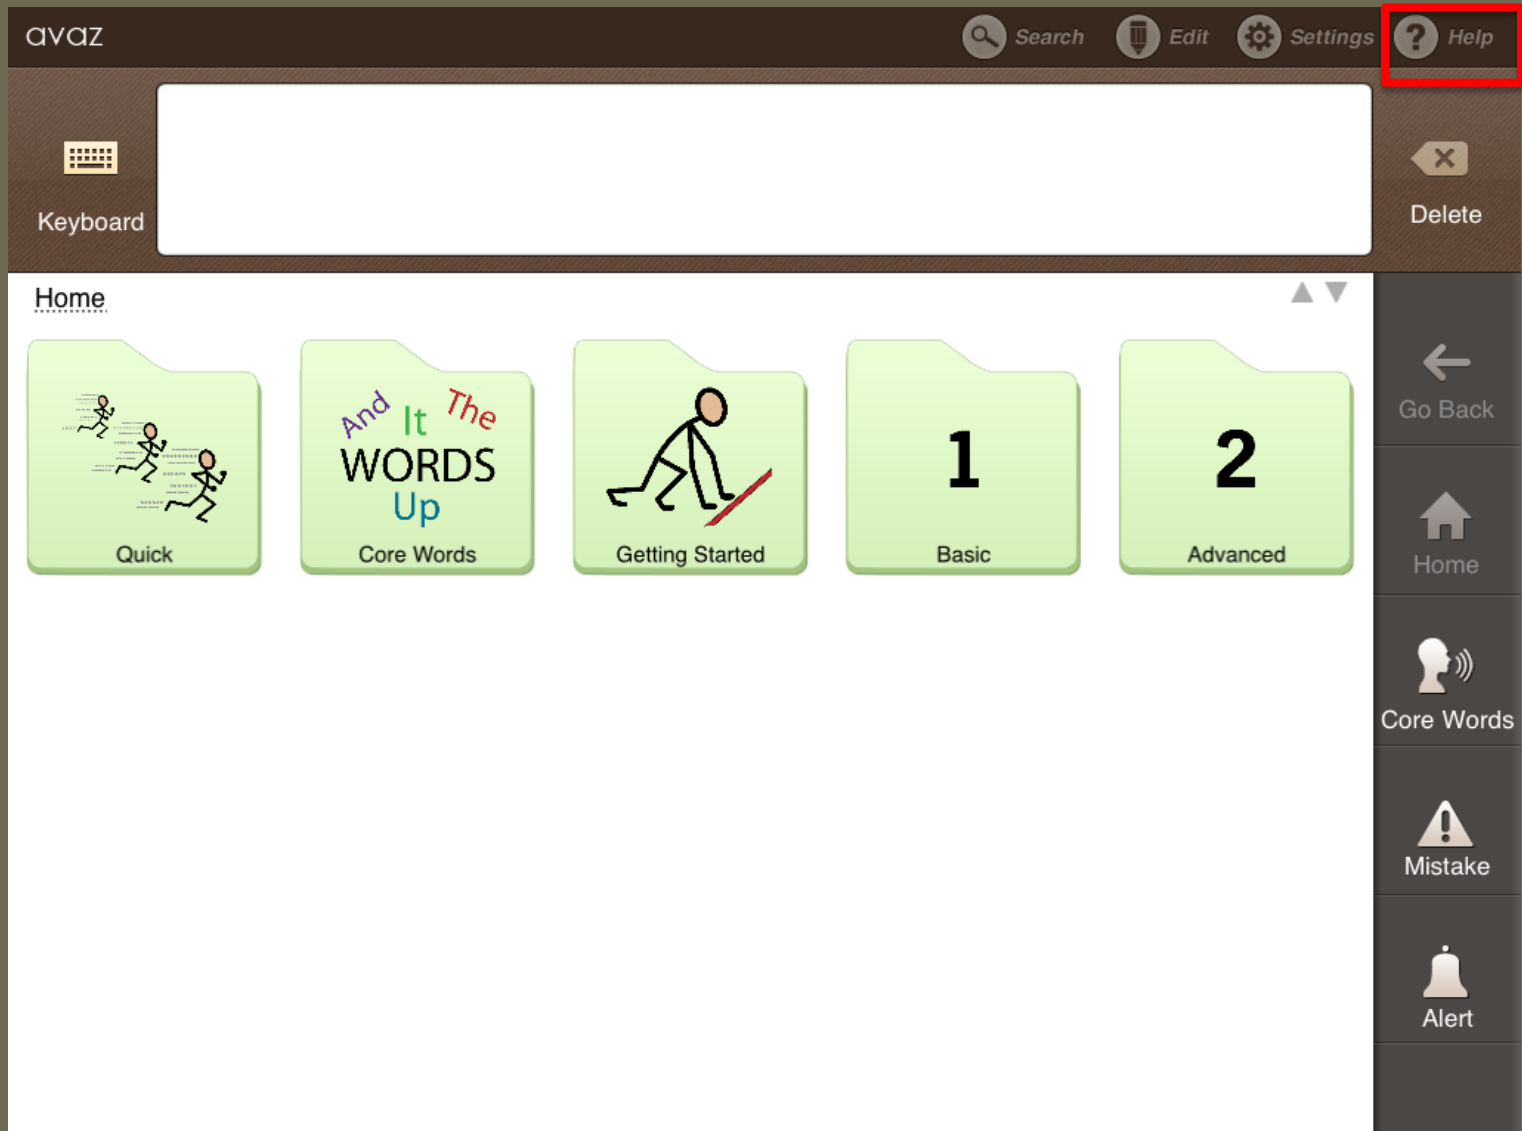 avaz
Search
Edit
Settings
? Help
Keyboard
Delete
Home
Quick
And It The
WORDS
Up
Core Words
Getting Started
1
Basic
2
Advanced
Go Back
Home
Core Words
Mistake
Alert